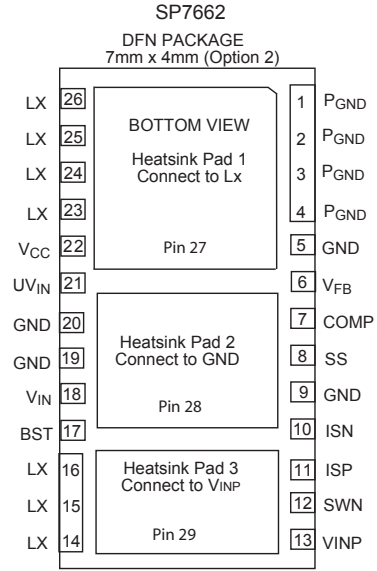 SP7662
DFN PACKAGE
7mm x 4mm (Option 2)
LX 26 1 PGND
LX 25 2 PGND
LX 24 3 PGND
LX 23 4 PGND
VCC 22 5 GND
UVIN 21 6 VFB
GND 20 7 COMP
GND 19 8 SS
VIN 18 9 GND
BST 17 10 ISN
LX 16 11 ISP
LX 15 12 SWN
LX 14 13 VINP
BOTTOM VIEW
Heatsink Pad 1
Connect to Lx
Pin 27
Heatsink Pad 2
Connect to GND
Pin 28
Heatsink Pad 3
Connect to VINP
Pin 29